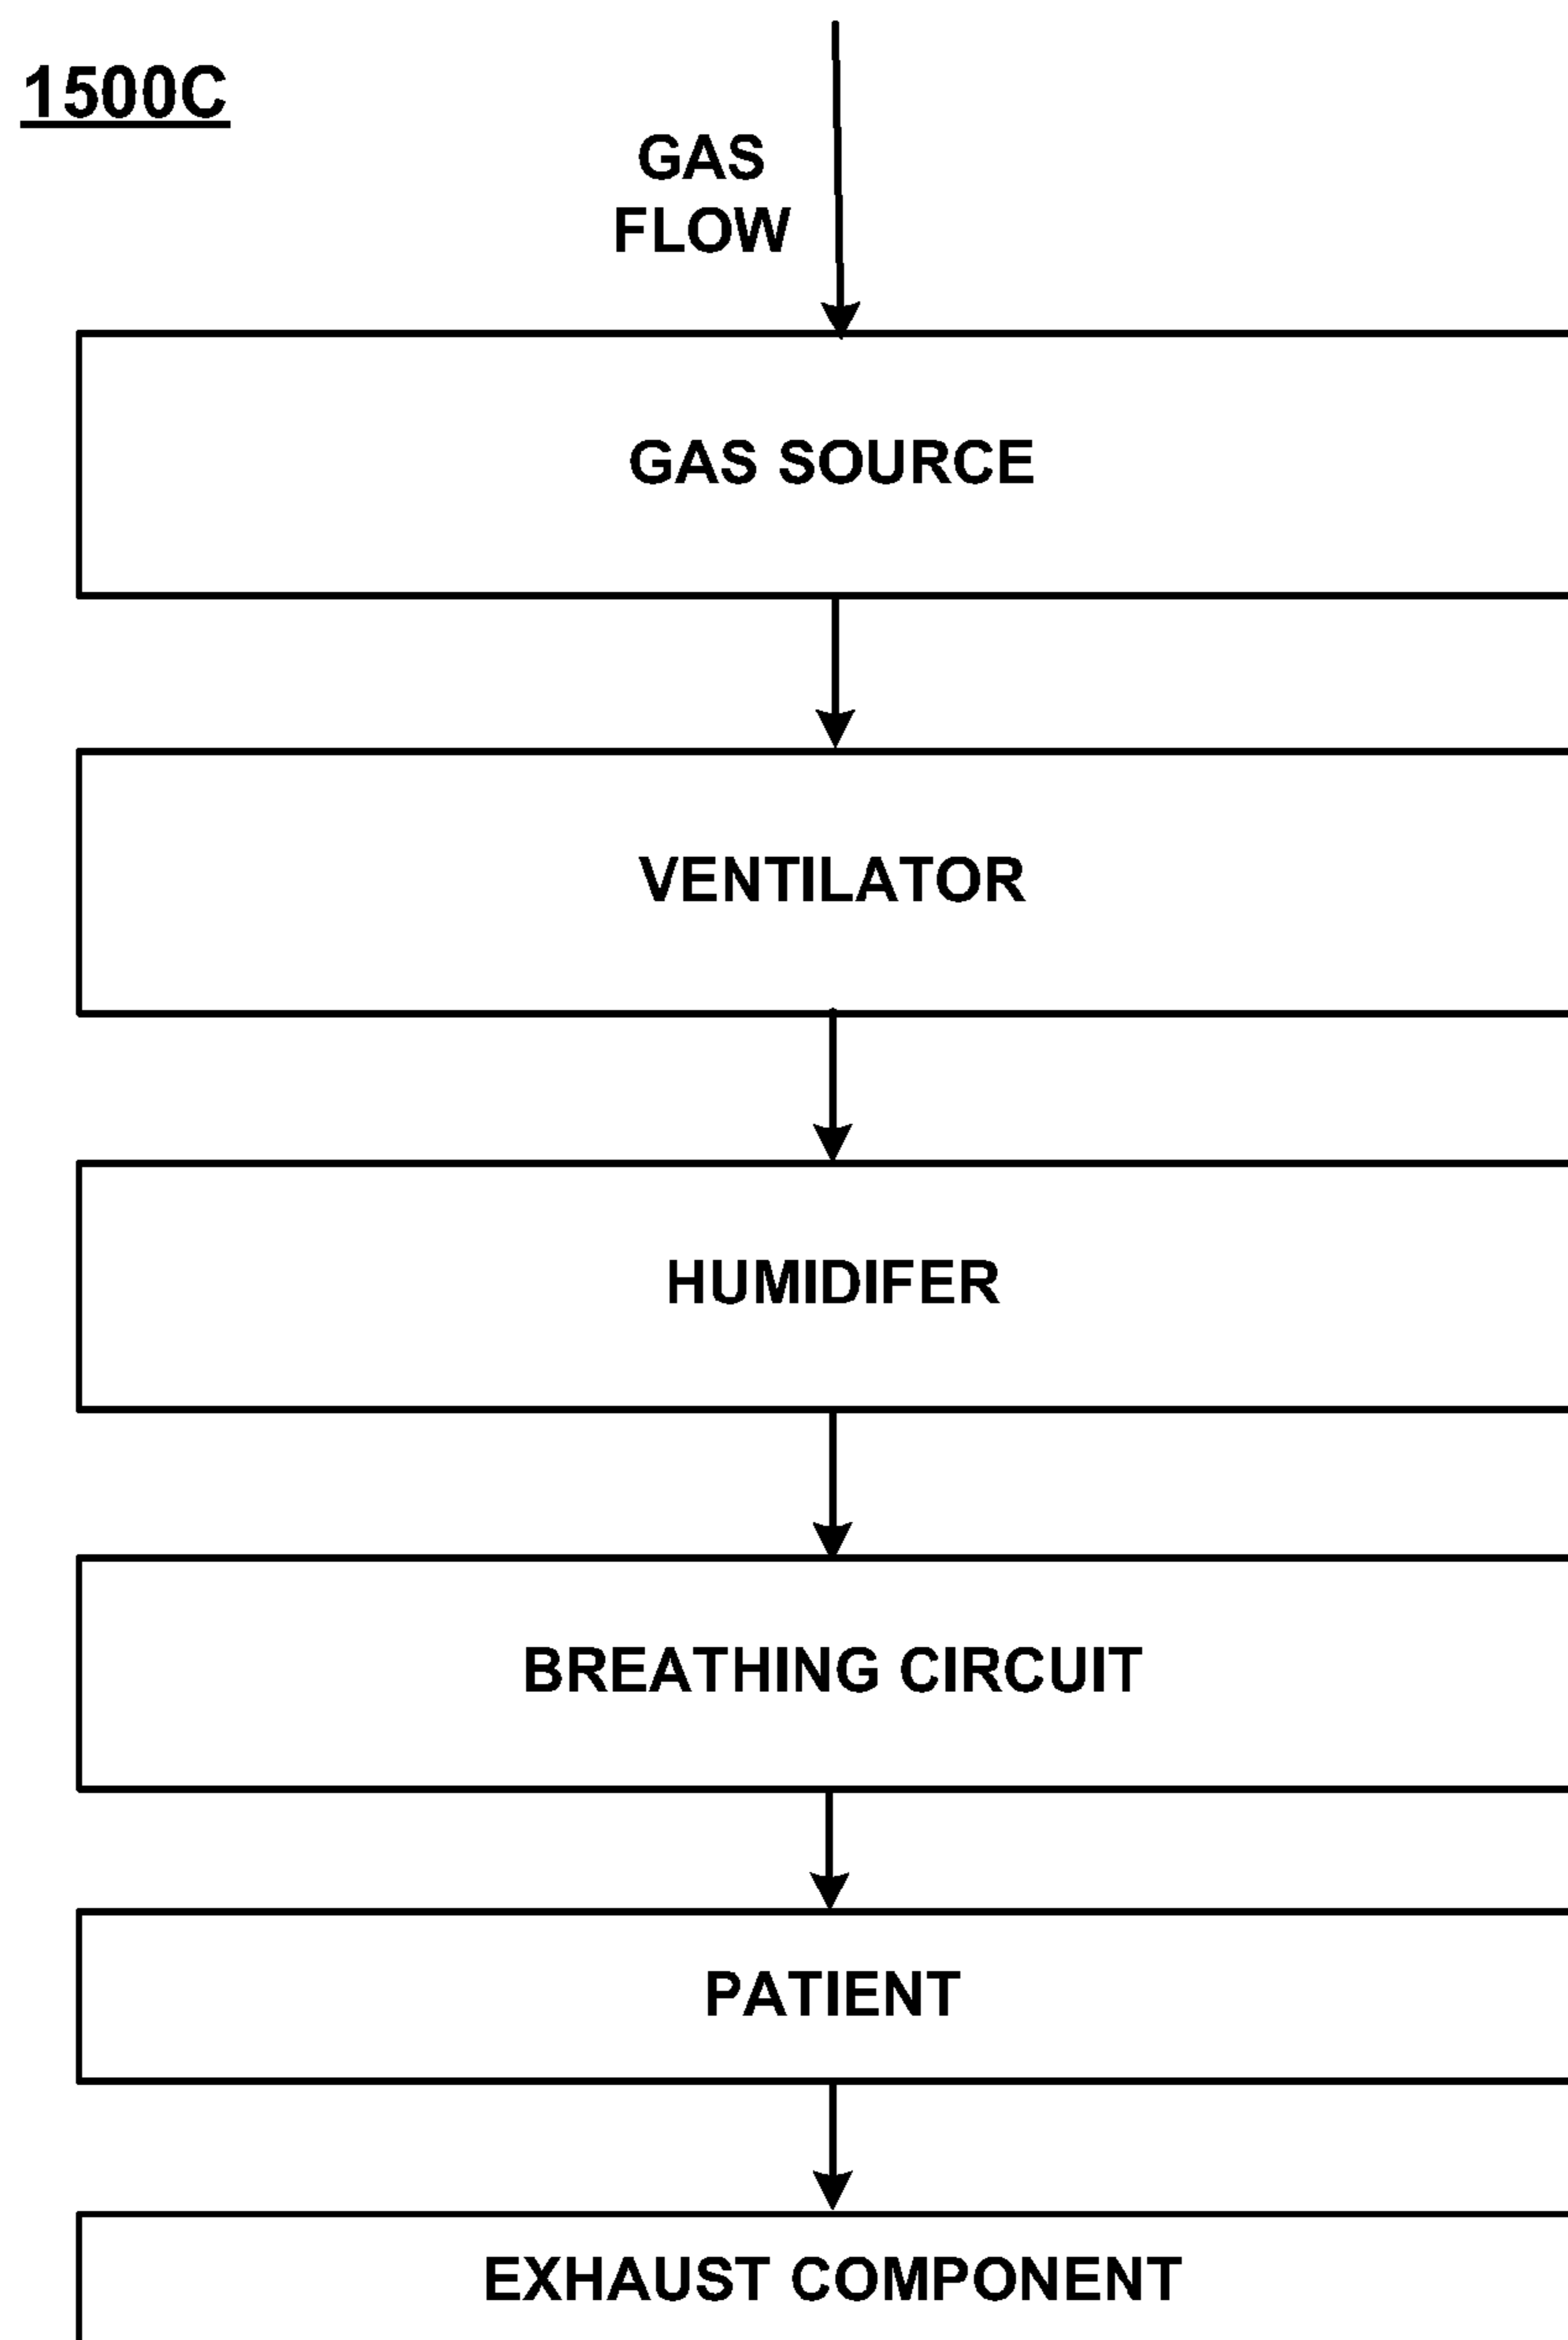 1500C
GAS
FLOW
GAS SOURCE
VENTILATOR
HUMIDIFER
BREATHING CIRCUIT
PATIENT
EXHAUST COMPONENT